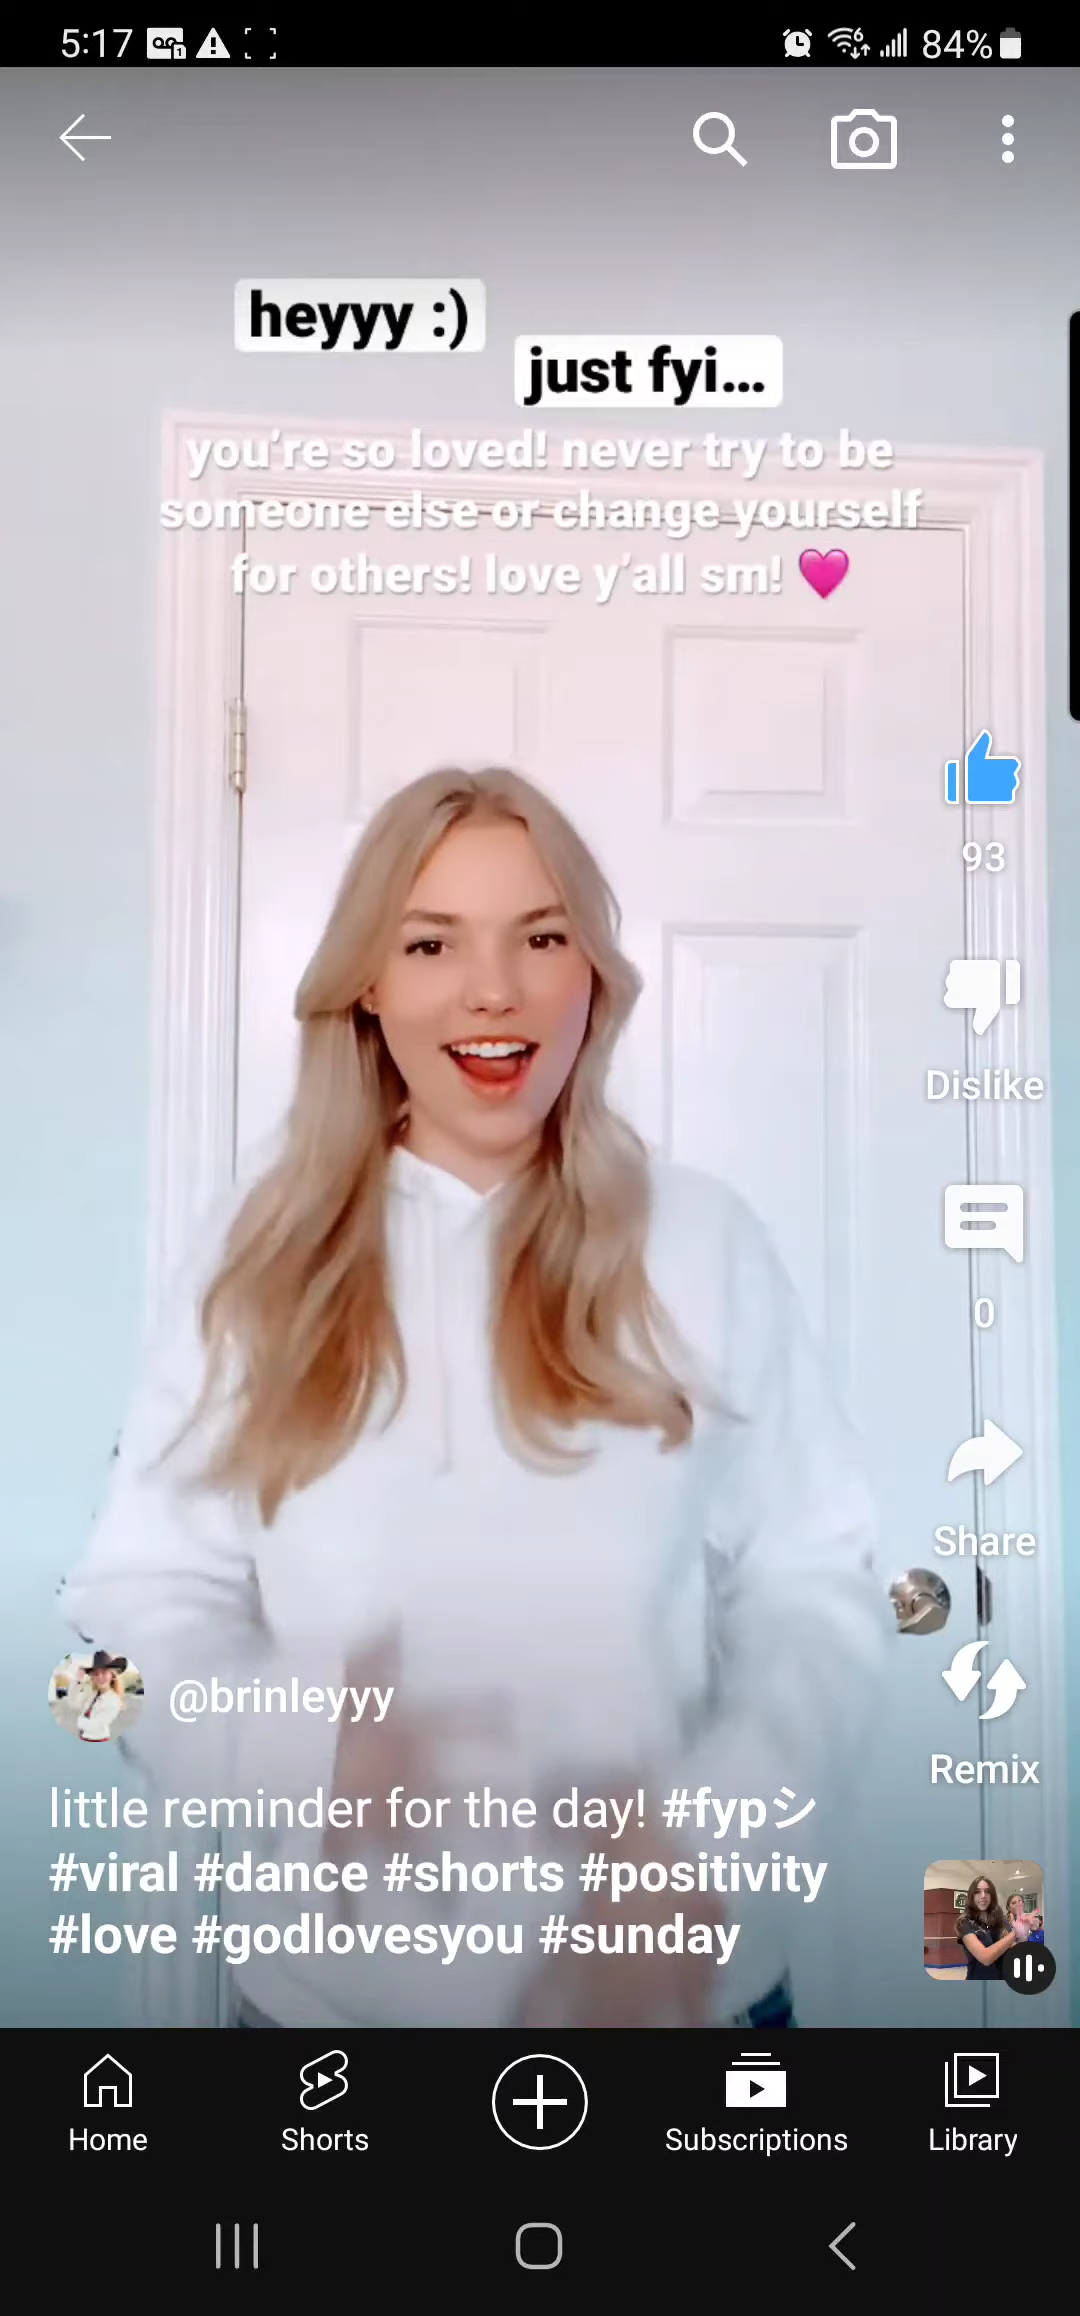 5:17
84%
heyyy :)
just fyi...
you're so loved! never try to be
someone else or change yourself
for others! love y'all sm! 🩷
93
Dislike
0
Share
Remix
@brinleyyy
little reminder for the day! #fypシ
#viral #dance #shorts #positivity
#love #godlovesyou #sunday
Home
Shorts
Subscriptions
Library